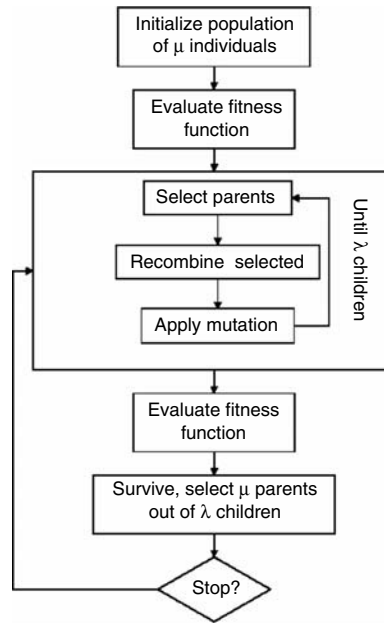 Initialize population
of μ individuals
Evaluate fitness
function
Select parents
Recombine selected
Apply mutation
Until λ children
Evaluate fitness
function
Survive, select μ parents
out of λ children
Stop?